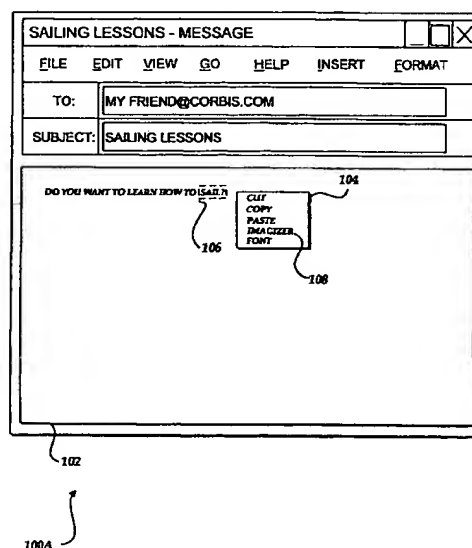 SAILING LESSONS - MESSAGE
FILE EDIT VIEW GO HELP INSERT FORMAT
TO: MY FRIEND@CORBIS.COM
SUBJECT: SAILING LESSONS
DO YOU WANT TO LEARN HOW TO SAIL?
104
CUT
COPY
PASTE
IMAGIZER
FONT
106
108
102
100A